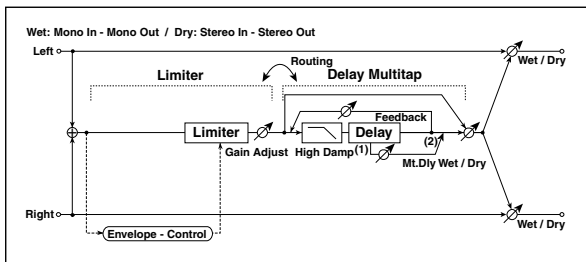 Wet: Mono In - Mono Out / Dry: Stereo In - Stereo Out
Left
Wet / Dry
Routing
Limiter
Delay Multitap
Feedback
Limiter
Delay
Gain Adjust
High Damp
(1)
(2)
Mt.Dly Wet / Dry
Right
Wet / Dry
Envelope - Control